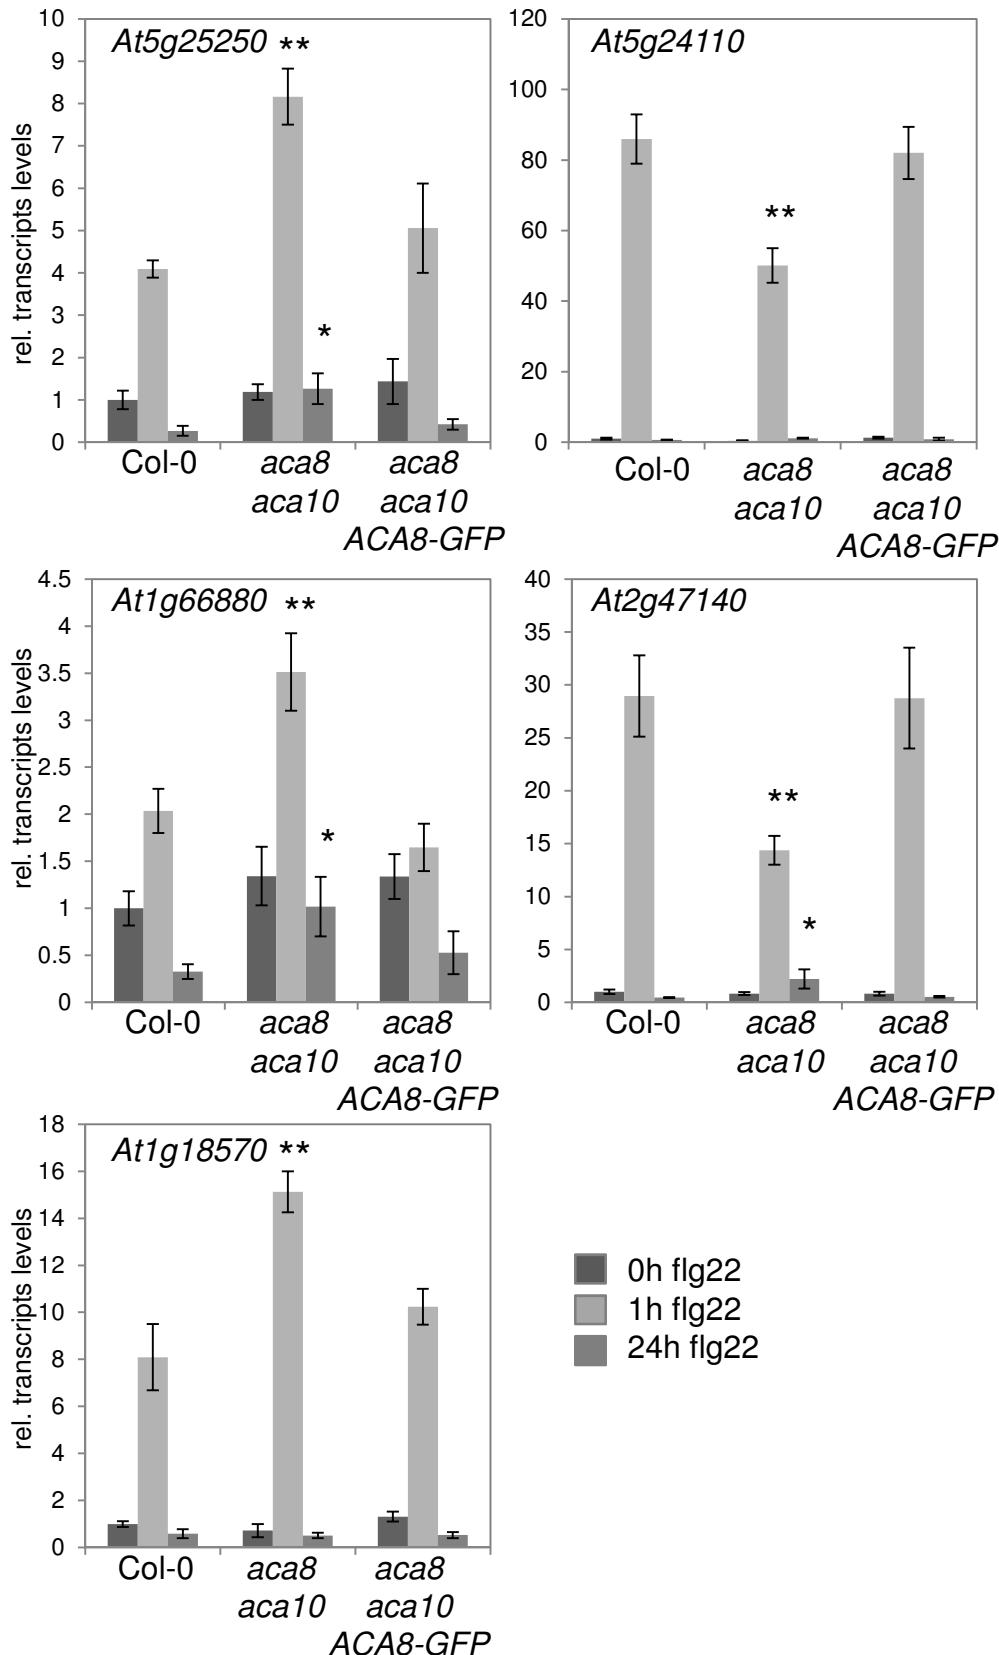 At5g25250 **
rel. transcripts levels
10
9
8
7
6
5
4
3
2
1
0
*
Col-0
aca8
aca10
aca8
aca10
ACA8-GFP
At5g24110
120
100
80
60
40
20
0
**
Col-0
aca8
aca10
aca8
aca10
ACA8-GFP
At1g66880 **
rel. transcripts levels
4.5
4
3.5
3
2.5
2
1.5
1
0.5
0
*
Col-0
aca8
aca10
aca8
aca10
ACA8-GFP
At2g47140
40
35
30
25
20
15
10
5
0
**
*
Col-0
aca8
aca10
aca8
aca10
ACA8-GFP
At1g18570 **
rel. transcripts levels
18
16
14
12
10
8
6
4
2
0
Col-0
aca8
aca10
aca8
aca10
ACA8-GFP
0h flg22
1h flg22
24h flg22